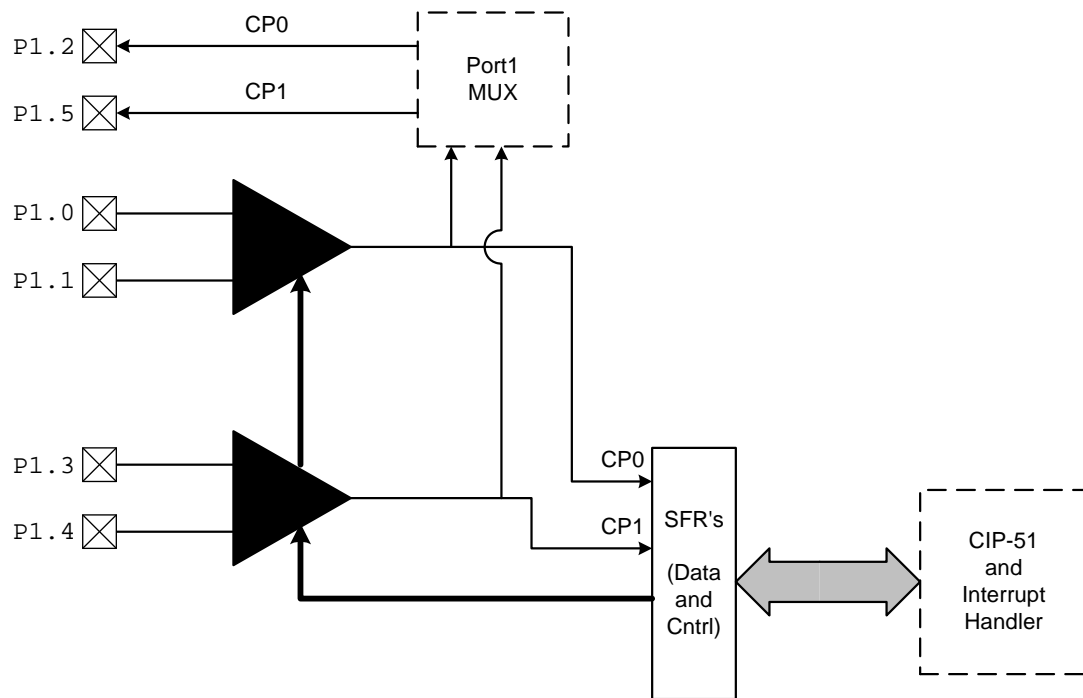 P1.2
CP0
Port1
MUX
P1.5
CP1
P1.0
P1.1
P1.3
P1.4
CP0
CP1
SFR's
(Data
and
Cntrl)
CIP-51
and
Interrupt
Handler